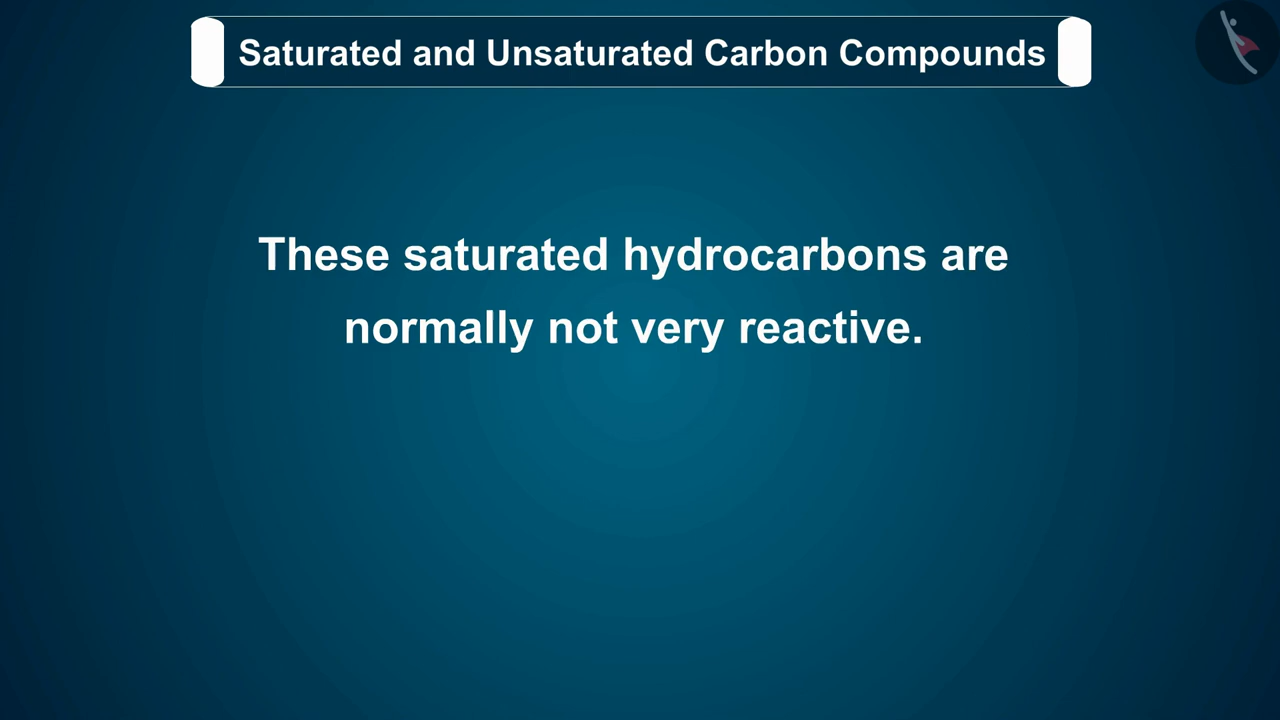 Saturated and Unsaturated Carbon Compounds
These saturated hydrocarbons are
normally not very reactive.